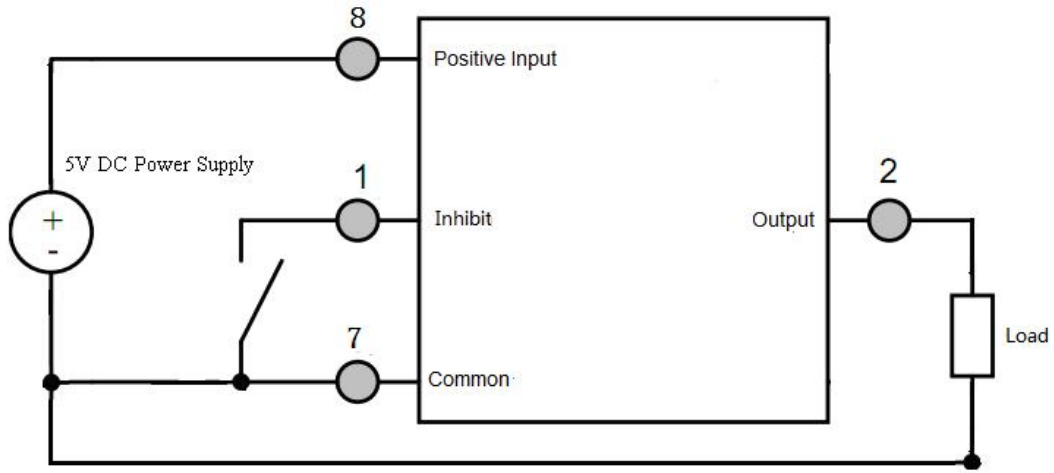 8
Positive Input
5V DC Power Supply
+
-
1
Inhibit
2
Output
7
Common
Load